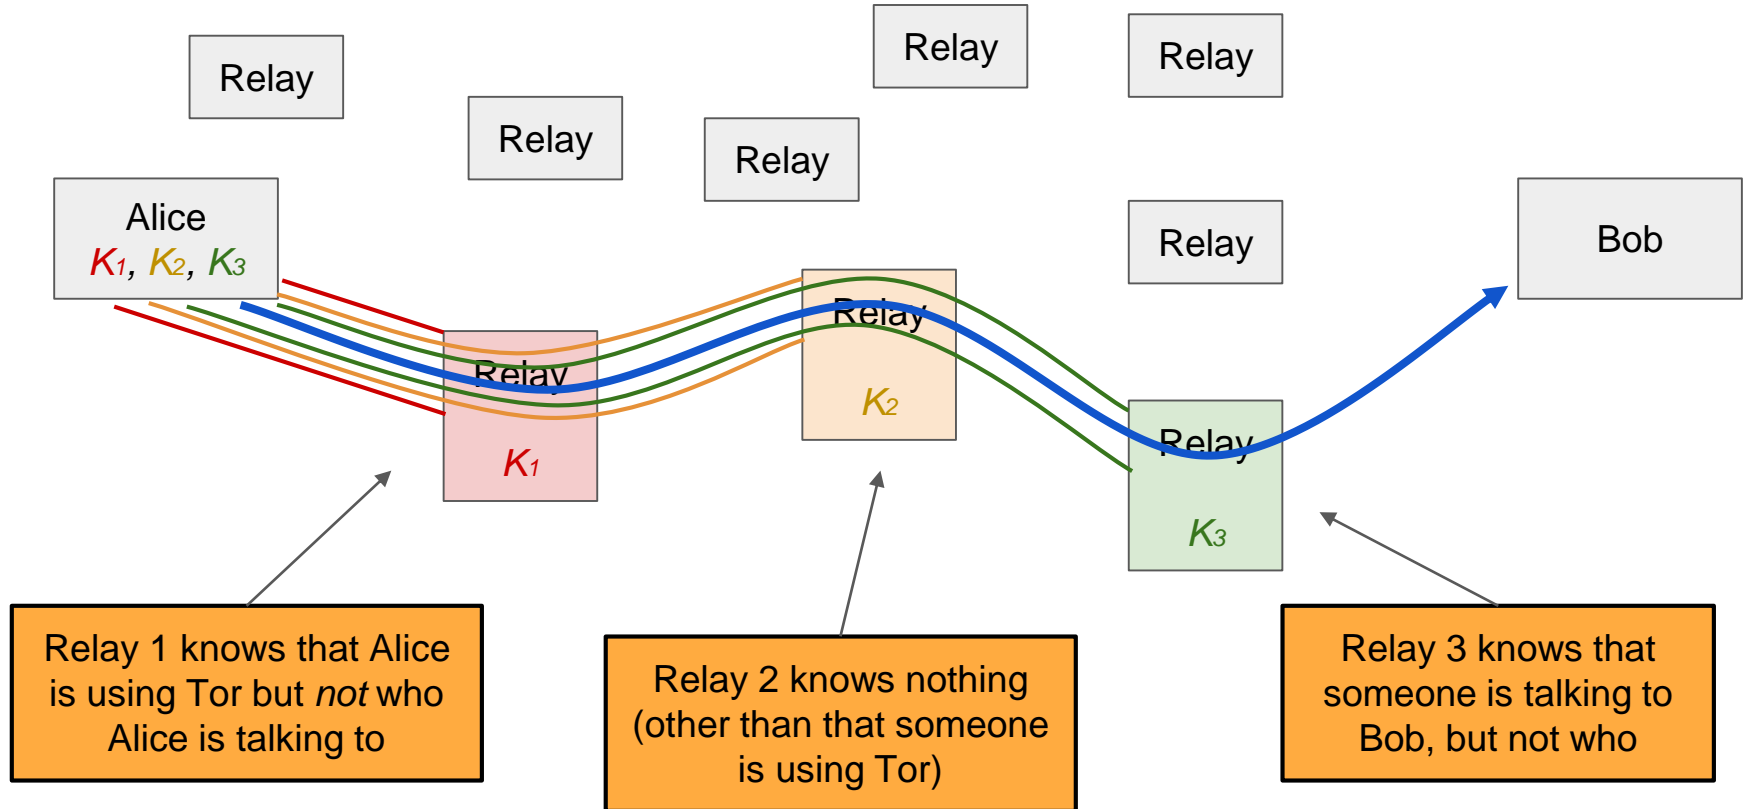 Relay
Relay
Relay
Relay
Relay
Relay
Alice
K1, K2, K3
Bob
Relay
K1
Relay
K2
Relay
K3
Relay 1 knows that Alice
is using Tor but not who
Alice is talking to
Relay 2 knows nothing
(other than that someone
is using Tor)
Relay 3 knows that
someone is talking to
Bob, but not who